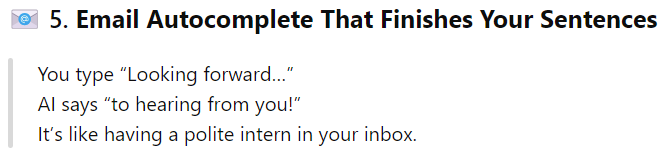 📧 5. Email Autocomplete That Finishes Your Sentences
You type “Looking forward…”
AI says “to hearing from you!”
It’s like having a polite intern in your inbox.